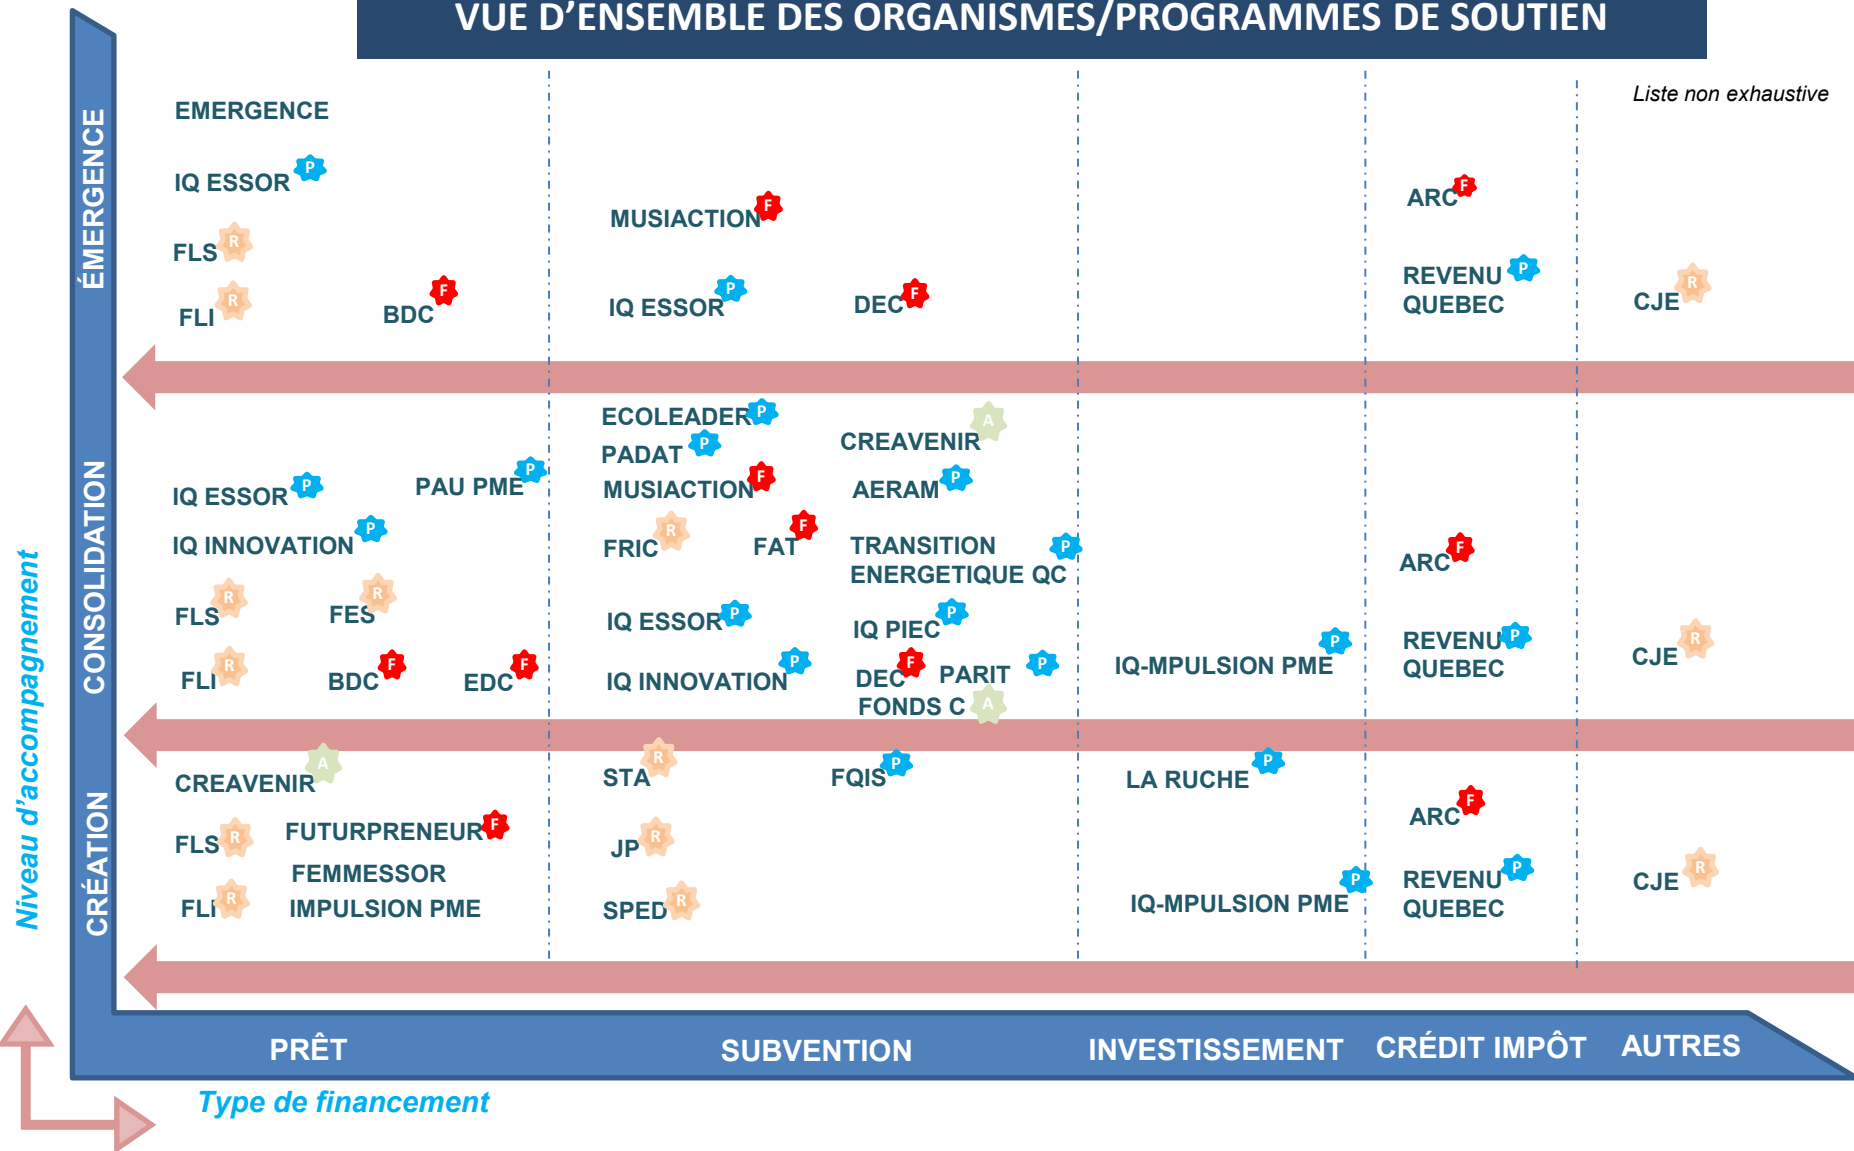 VUE D'ENSEMBLE DES ORGANISMES/PROGRAMMES DE SOUTIEN
Liste non exhaustive
ÉMERGENCE
EMERGENCE
IQ ESSOR P
FLS R
FLI R
BDC F
MUSIACTION F
IQ ESSOR P
DEC F
ARC F
REVENU P
QUEBEC
CJE R
CONSOLIDATION
IQ ESSOR P
PAU PME P
IQ INNOVATION P
FLS R
FES R
FLI R
BDC F
EDC F
ECOLEADER P
PADAT P
MUSIACTION F
FRIC R
FAT F
IQ ESSOR P
IQ INNOVATION P
CREAVENIR A
AERAM P
TRANSITION P
ENERGETIQUE QC
IQ PIEC P
DEC F
PARIT P
FONDS C A
IQ-MPULSION PME P
ARC F
REVENU P
QUEBEC
CJE R
CRÉATION
CREAVENIR A
FLS R
FUTURPRENEUR F
FEMMESSOR
FLI R
IMPULSION PME
STA R
FQIS P
JP R
SPED R
LA RUCHE P
IQ-MPULSION PME P
ARC F
REVENU P
QUEBEC
CJE R
Niveau d'accompagnement
PRÊT
SUBVENTION
INVESTISSEMENT
CRÉDIT IMPÔT
AUTRES
Type de financement